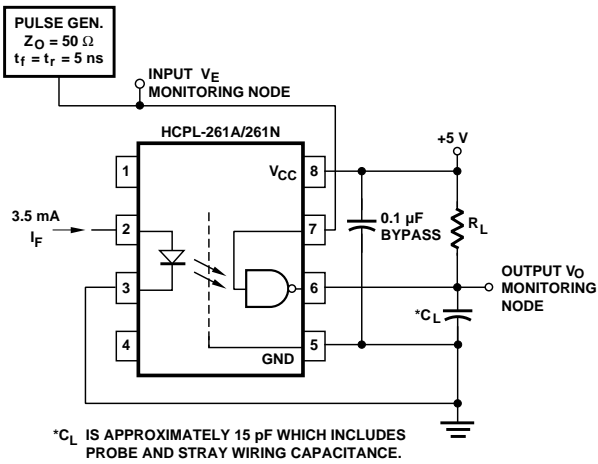 PULSE GEN.
Z_O = 50 Ω
t_f = t_r = 5 ns
INPUT V_E
MONITORING NODE
HCPL-261A/261N
+5 V
1
V_CC
8
3.5 mA
I_F
2
7
0.1 µF
BYPASS
R_L
3
6
OUTPUT V_O
MONITORING
NODE
*C_L
4
GND
5
*C_L IS APPROXIMATELY 15 pF WHICH INCLUDES
PROBE AND STRAY WIRING CAPACITANCE.